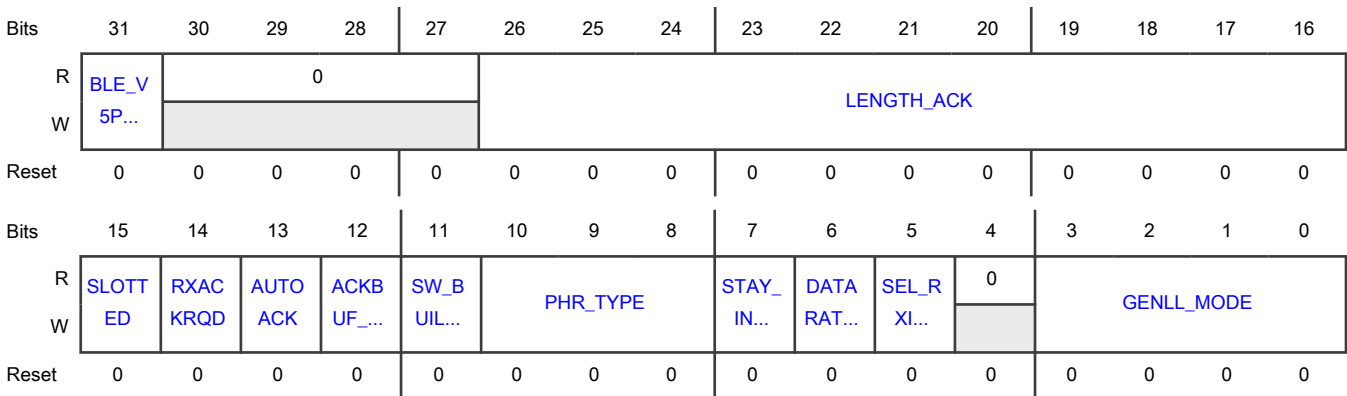 Bits 31 30 29 28 27 26 25 24 23 22 21 20 19 18 17 16
R BLE_V 0 LENGTH_ACK
W 5P...
Reset 0 0 0 0 0 0 0 0 0 0 0 0 0 0 0 0
Bits 15 14 13 12 11 10 9 8 7 6 5 4 3 2 1 0
R SLOTT RXAC AUTO ACKB SW_B PHR_TYPE STAY_ DATA SEL_R 0 GENLL_MODE
W ED KRQD ACK UF_... UIL... IN... RAT... XI...
Reset 0 0 0 0 0 0 0 0 0 0 0 0 0 0 0 0